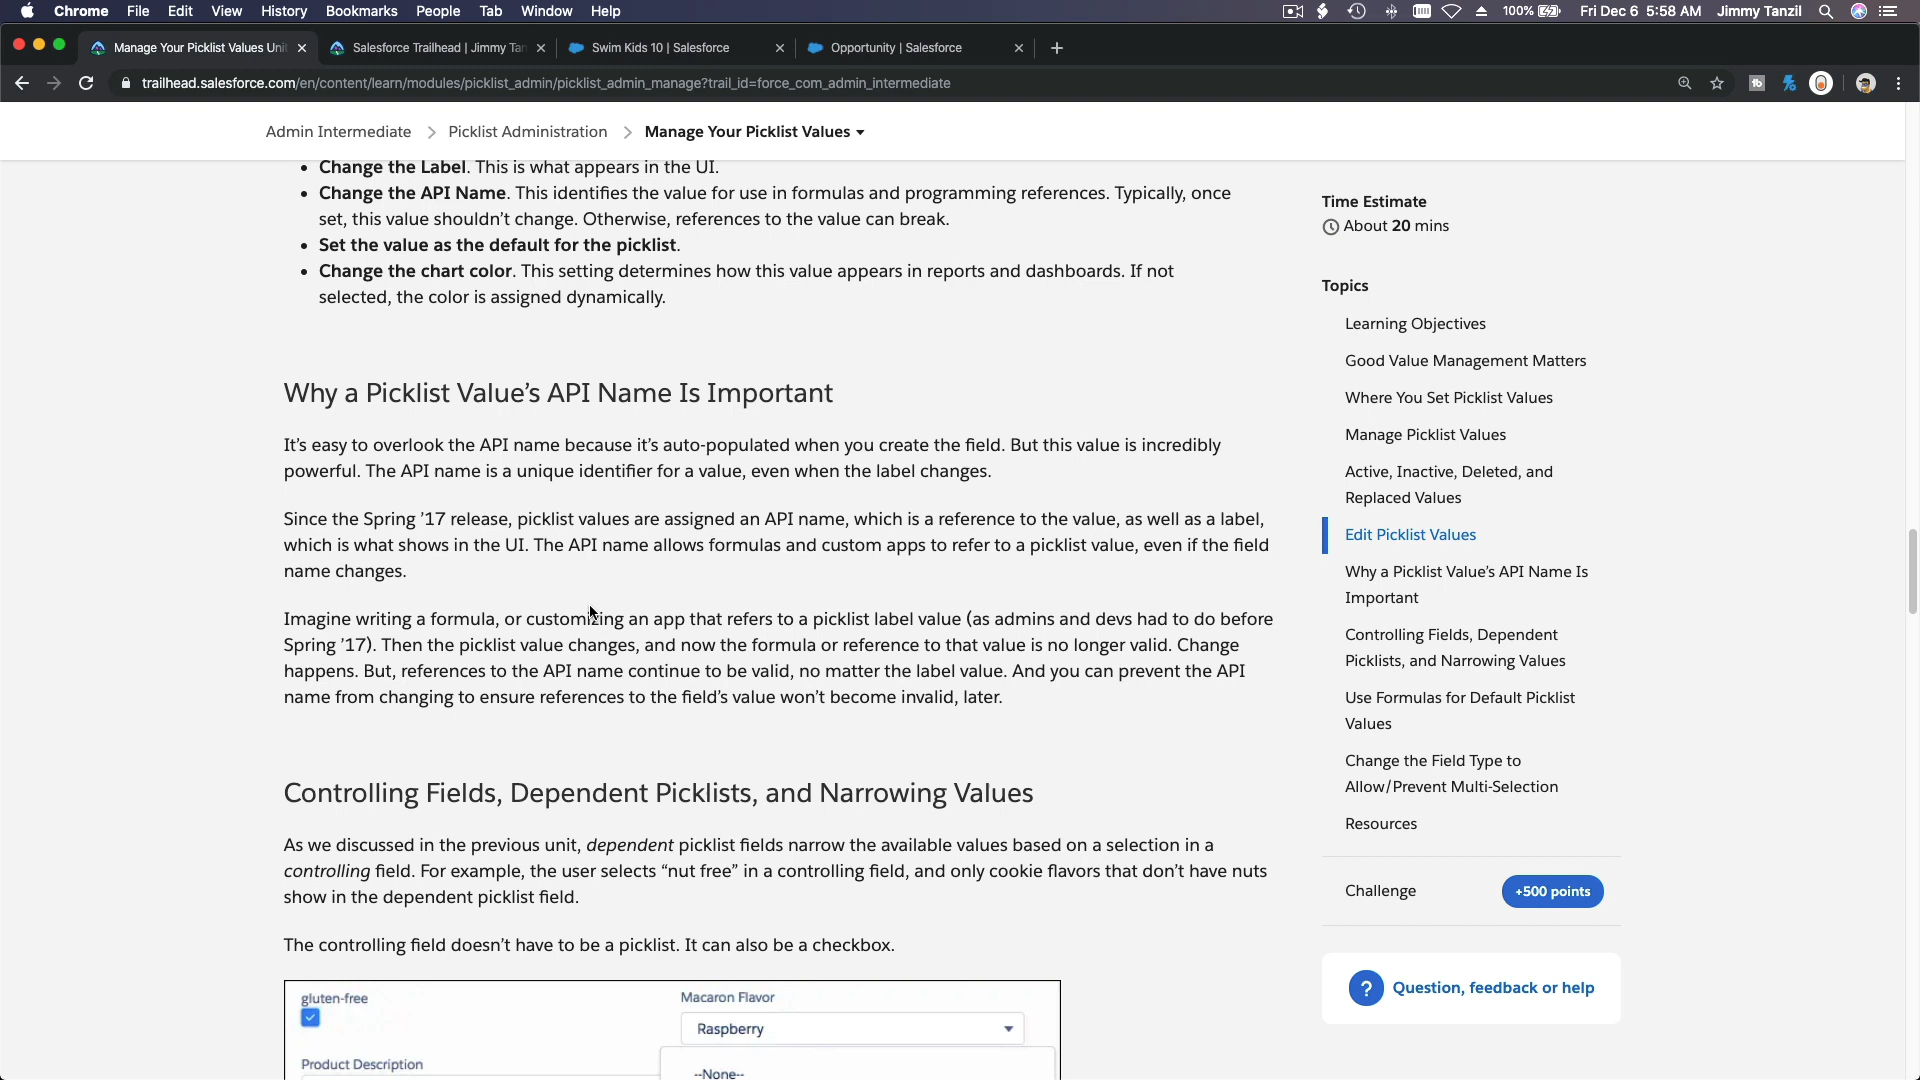 Chrome File Edit View History Bookmarks People Tab Window Help 100% Fri Dec 6 5:58 AM Jimmy Tanzil
Manage Your Picklist Values Unit Salesforce Trailhead | Jimmy Tan Swim Kids 10 | Salesforce Opportunity | Salesforce
trailhead.salesforce.com/en/content/learn/modules/picklist_admin/picklist_admin_manage?trail_id=force_com_admin_intermediate
Admin Intermediate > Picklist Administration > Manage Your Picklist Values
• Change the Label. This is what appears in the UI.
• Change the API Name. This identifies the value for use in formulas and programming references. Typically, once
set, this value shouldn’t change. Otherwise, references to the value can break.
• Set the value as the default for the picklist.
• Change the chart color. This setting determines how this value appears in reports and dashboards. If not
selected, the color is assigned dynamically.
Why a Picklist Value’s API Name Is Important
It’s easy to overlook the API name because it’s auto-populated when you create the field. But this value is incredibly
powerful. The API name is a unique identifier for a value, even when the label changes.
Since the Spring ’17 release, picklist values are assigned an API name, which is a reference to the value, as well as a label,
which is what shows in the UI. The API name allows formulas and custom apps to refer to a picklist value, even if the field
name changes.
Imagine writing a formula, or customizing an app that refers to a picklist label value (as admins and devs had to do before
Spring ’17). Then the picklist value changes, and now the formula or reference to that value is no longer valid. Change
happens. But, references to the API name continue to be valid, no matter the label value. And you can prevent the API
name from changing to ensure references to the field’s value won’t become invalid, later.
Controlling Fields, Dependent Picklists, and Narrowing Values
As we discussed in the previous unit, dependent picklist fields narrow the available values based on a selection in a
controlling field. For example, the user selects “nut free” in a controlling field, and only cookie flavors that don’t have nuts
show in the dependent picklist field.
The controlling field doesn’t have to be a picklist. It can also be a checkbox.
gluten-free
Macaron Flavor
Raspberry
Product Description
--None--
Time Estimate
About 20 mins
Topics
Learning Objectives
Good Value Management Matters
Where You Set Picklist Values
Manage Picklist Values
Active, Inactive, Deleted, and
Replaced Values
Edit Picklist Values
Why a Picklist Value’s API Name Is
Important
Controlling Fields, Dependent
Picklists, and Narrowing Values
Use Formulas for Default Picklist
Values
Change the Field Type to
Allow/Prevent Multi-Selection
Resources
Challenge +500 points
? Question, feedback or help